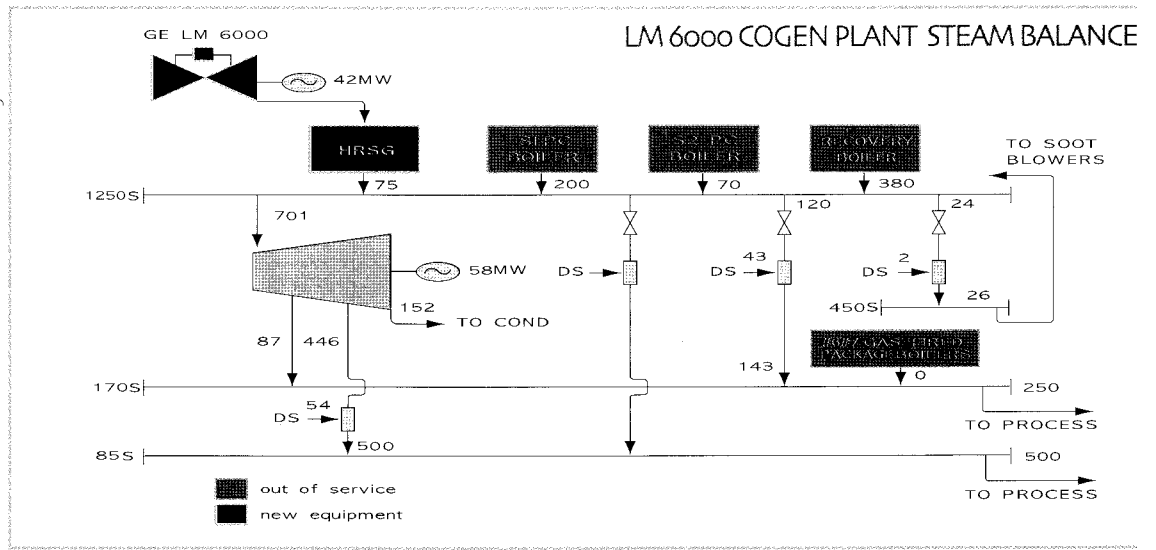 LM 6000 COGEN PLANT STEAM BALANCE
GE LM 6000
42MW
HRSG
BOILER
BOILER
RECOVERY
BOILER
TO SOOT
BLOWERS
75
200
70
380
1250S
701
120
24
58MW
DS
DS
43
DS
2
152
TO COND
450S
26
87
446
143
GAS FIRED
PACKAGE BOILERS
0
170S
250
DS
54
TO PROCESS
500
85S
500
TO PROCESS
out of service
new equipment